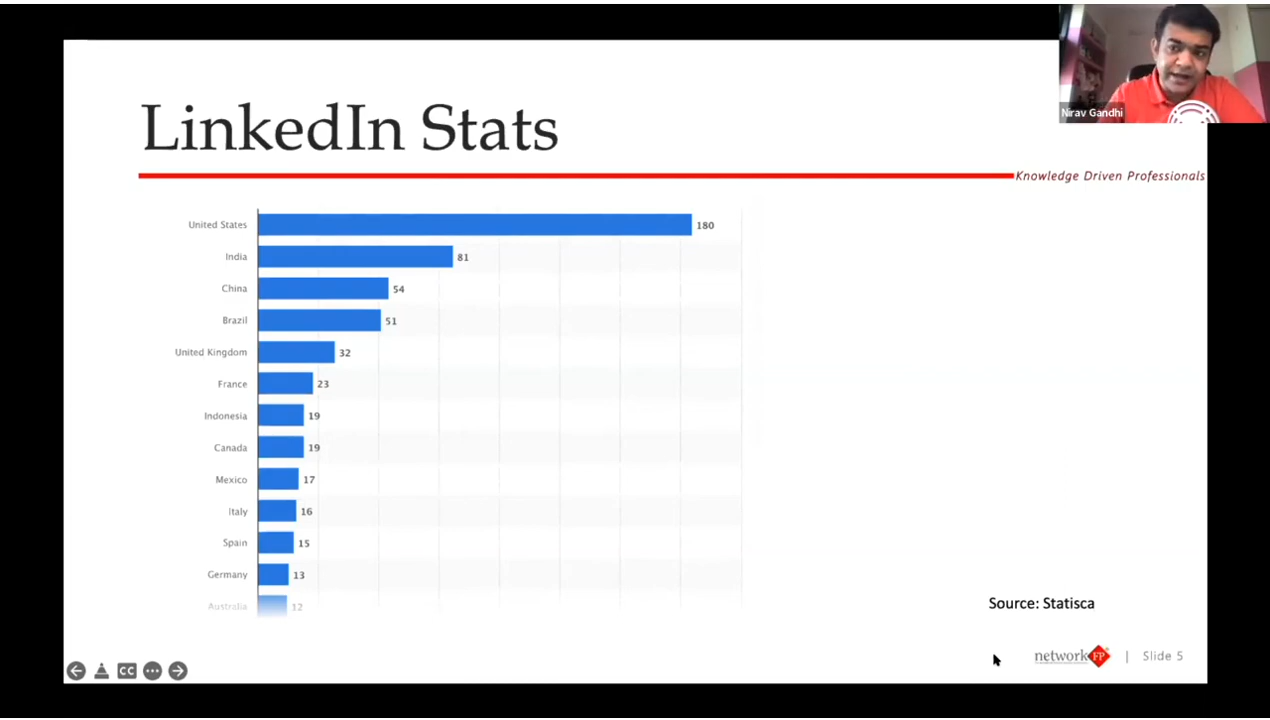 Nirav Gandhi
LinkedIn Stats
Knowledge Driven Professionals
United States 180
India 81
China 54
Brazil 51
United Kingdom 32
France 23
Indonesia 19
Canada 19
Mexico 17
Italy 16
Spain 15
Germany 13
Australia 12
Source: Statisca
networkFP | Slide 5
CC